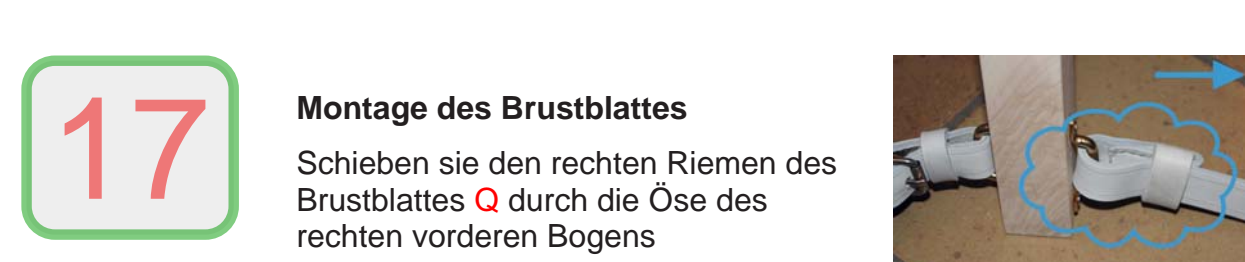 17
Montage des Brustblattes
Schieben sie den rechten Riemen des
Brustblattes Q durch die Öse des
rechten vorderen Bogens